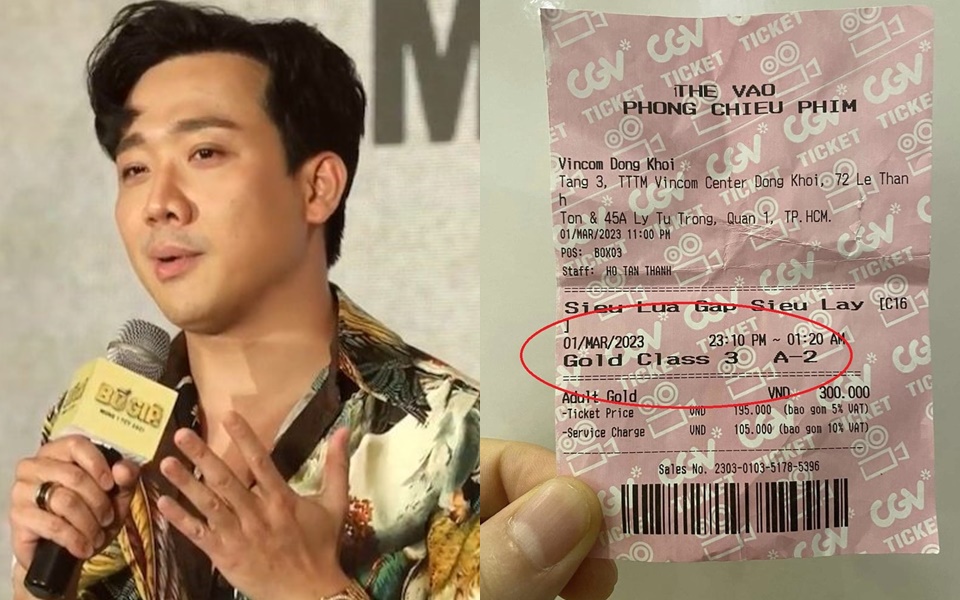 M
BỐ GIÀ
CGV
TICKET
THE VAO
PHONG CHIEU PHIM
Vincom Dong Khoi
Tang 3, TTTM Vincom Center Dong Khoi, 72 Le Than
h
Ton & 45A Ly Tu Trong, Quan 1, TP.HCM.
01/MAR/2023 11:00 PM
POS: BOX03
Staff: HO TAN THANH
Sieu Lua Gap Sieu Lay [C16
]
01/MAR/2023 23:10 PM ~ 01:20 AM
Gold Class 3 A-2
Adult Gold VND 300.000
-Ticket Price VND 195.000 (bao gom 5% VAT)
-Service Charge VND 105.000 (bao gom 10% VAT)
Sales No. 2303-0103-5178-5396